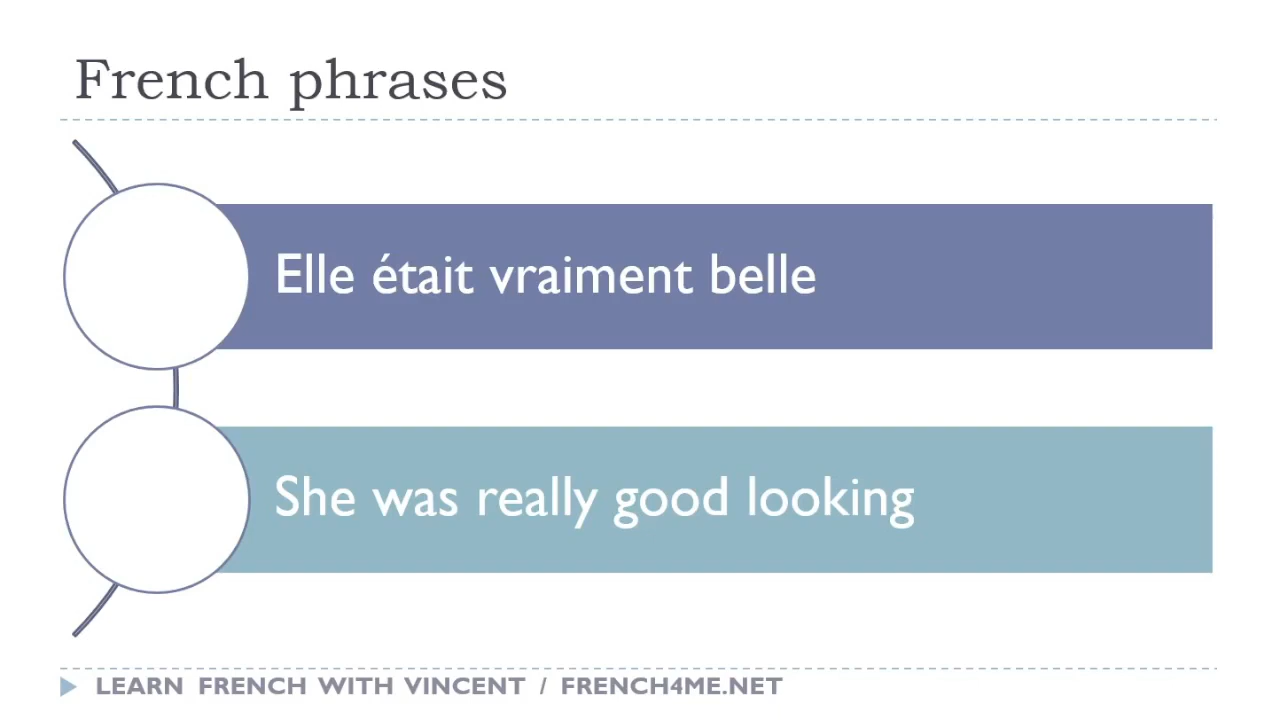 French phrases
Elle était vraiment belle
She was really good looking
LEARN FRENCH WITH VINCENT / FRENCH4ME.NET